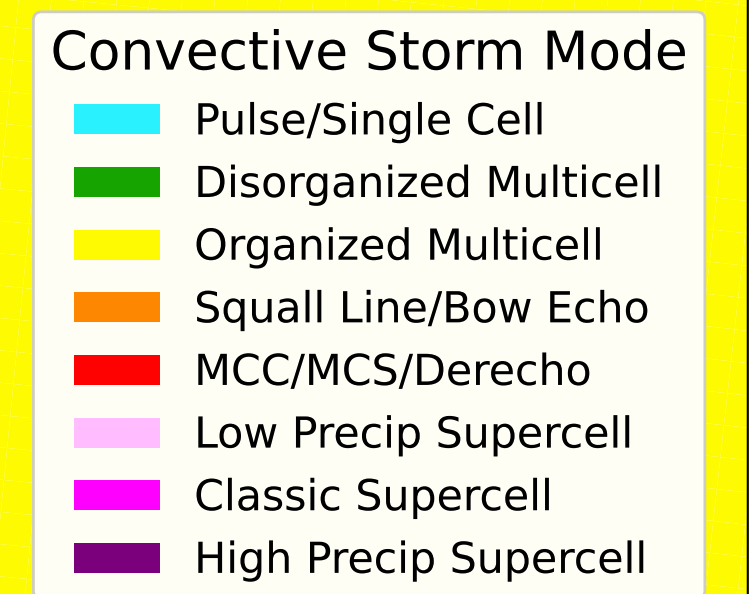 Convective Storm Mode
Pulse/Single Cell
Disorganized Multicell
Organized Multicell
Squall Line/Bow Echo
MCC/MCS/Derecho
Low Precip Supercell
Classic Supercell
High Precip Supercell